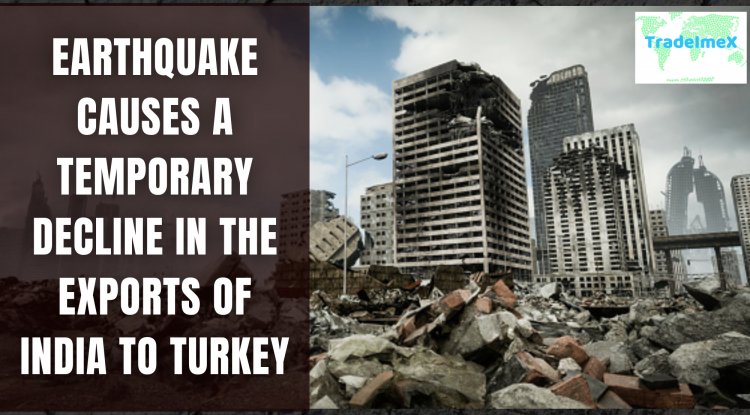 EARTHQUAKE
CAUSES A
TEMPORARY
DECLINE IN THE
EXPORTS OF
INDIA TO TURKEY
TradeImeX